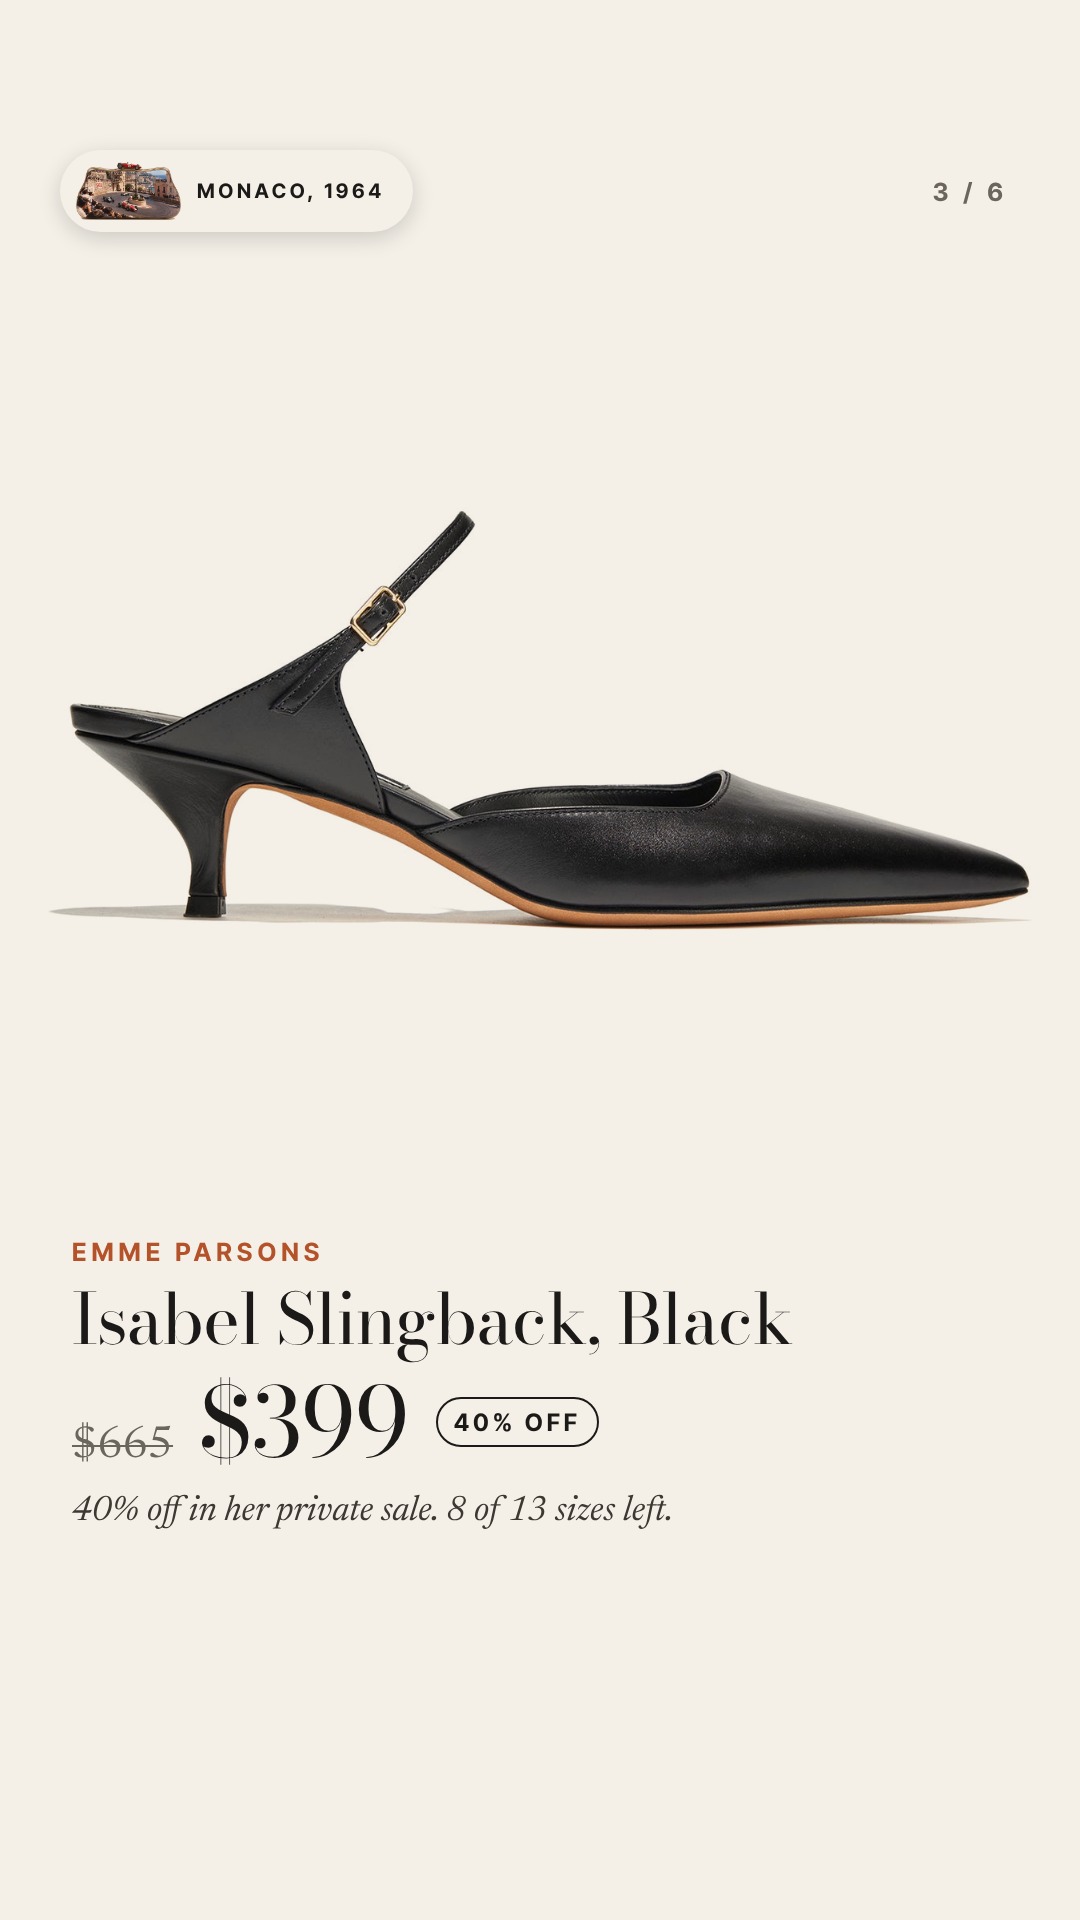 MONACO, 1964
3 / 6
EMME PARSONS
Isabel Slingback, Black
$665 $399 40% OFF
40% off in her private sale. 8 of 13 sizes left.